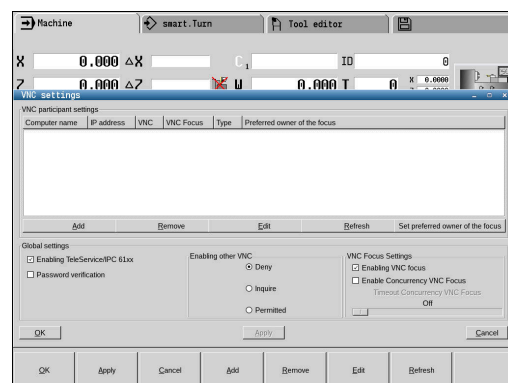 Machine
smart.Turn
Tool editor
X 0.000 ΔX C 1 ID 0
Z 0.000 ΔZ W 0.000 T 0 X 0.0000
VNC settings
VNC participant settings
Computer name IP address VNC VNC Focus Type Preferred owner of the focus
Add Remove Edit Refresh Set preferred owner of the focus
Global settings
Enabling TeleService/IPC 61xx
Password verification
Enabling other VNC
Deny
Inquire
Permitted
VNC Focus Settings
Enabling VNC focus
Enable Concurrency VNC Focus
Timeout Concurrency VNC Focus
Off
OK Apply Cancel
OK Apply Cancel Add Remove Edit Refresh